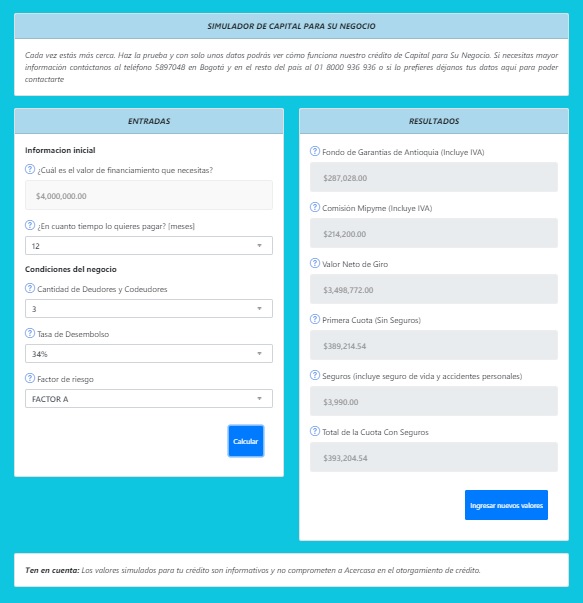 SIMULADOR DE CAPITAL PARA SU NEGOCIO
Cada vez estás más cerca. Haz la prueba y con solo unos datos podrás ver cómo funciona nuestro crédito de Capital para Su Negocio. Si necesitas mayor
información contáctanos al teléfono 5897048 en Bogotá y en el resto del país al 01 8000 936 936 o si lo prefieres déjanos tus datos aquí para poder
contactarte
ENTRADAS
Informacion inicial
? ¿Cuál es el valor de financiamiento que necesitas?
$4,000,000.00
? ¿En cuanto tiempo lo quieres pagar? [meses]
12
Condiciones del negocio
? Cantidad de Deudores y Codeudores
3
? Tasa de Desembolso
34%
? Factor de riesgo
FACTOR A
Calcular
RESULTADOS
? Fondo de Garantías de Antioquia (Incluye IVA)
$287,028.00
? Comisión Mipyme (Incluye IVA)
$214,200.00
? Valor Neto de Giro
$3,498,772.00
? Primera Cuota (Sin Seguros)
$389,214.54
? Seguros (incluye seguro de vida y accidentes personales)
$3,990.00
? Total de la Cuota Con Seguros
$393,204.54
Ingresar nuevos valores
Ten en cuenta: Los valores simulados para tu crédito son informativos y no comprometen a Acercasa en el otorgamiento de crédito.